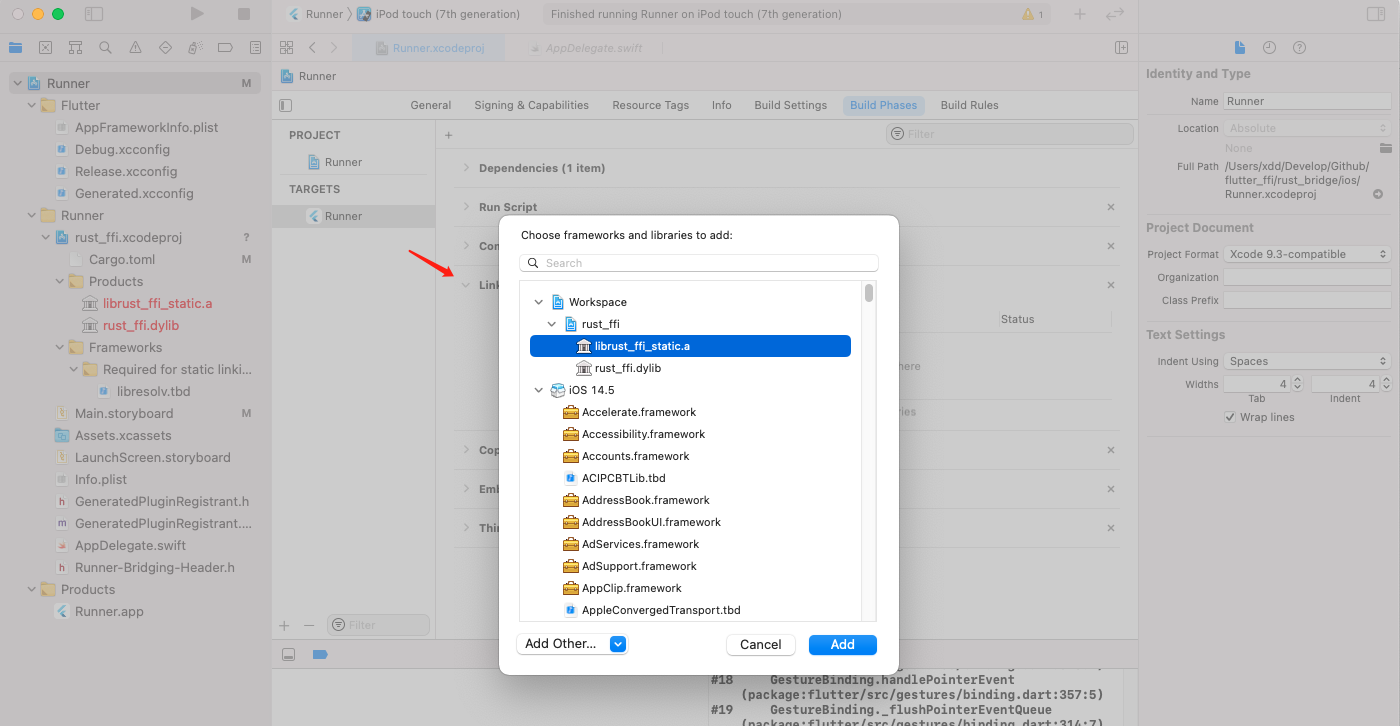 Runner
iPod touch (7th generation)
Finished running Runner on iPod touch (7th generation)
1
Runner.xcodeproj
AppDelegate.swift
Runner
M
Flutter
AppFrameworkInfo.plist
Debug.xcconfig
Release.xcconfig
Generated.xcconfig
Runner
rust_ffi.xcodeproj
?
Cargo.toml
M
Products
librust_ffi_static.a
rust_ffi.dylib
Frameworks
Required for static linki...
libresolv.tbd
Main.storyboard
M
Assets.xcassets
LaunchScreen.storyboard
Info.plist
GeneratedPluginRegistrant.h
GeneratedPluginRegistrant....
AppDelegate.swift
Runner-Bridging-Header.h
Products
Runner.app
Runner
General
Signing & Capabilities
Resource Tags
Info
Build Settings
Build Phases
Build Rules
PROJECT
Runner
TARGETS
Runner
Filter
Filter
Dependencies (1 item)
Run Script
Link
Status
here
ries
Choose frameworks and libraries to add:
Search
Workspace
rust_ffi
librust_ffi_static.a
rust_ffi.dylib
iOS 14.5
Accelerate.framework
Accessibility.framework
Accounts.framework
ACIPCBTLib.tbd
AddressBook.framework
AddressBookUI.framework
AdServices.framework
AdSupport.framework
AppClip.framework
AppleConvergedTransport.tbd
Add Other...
Cancel
Add
#18 GestureBinding.handlePointerEvent
(package:flutter/src/gestures/binding.dart:357:5)
#19 GestureBinding._flushPointerEventQueue
(package:flutter/src/gestures/binding.dart:314:7)
Identity and Type
Name Runner
Location Absolute
None
Full Path /Users/xdd/Develop/Github/
flutter_ffi/rust_bridge/ios/
Runner.xcodeproj
Project Document
Project Format Xcode 9.3-compatible
Organization
Class Prefix
Text Settings
Indent Using Spaces
Widths 4 4
Tab Indent
Wrap lines